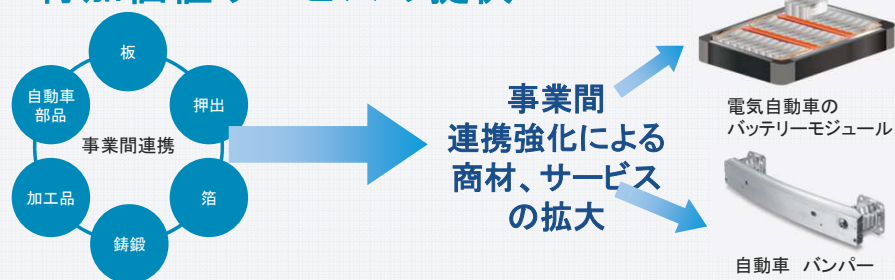 板
押出
箔
鋳鍛
加工品
自動車
部品
事業間連携
事業間
連携強化による
商材、サービス
の拡大
電気自動車の
バッテリーモジュール
自動車　バンパー